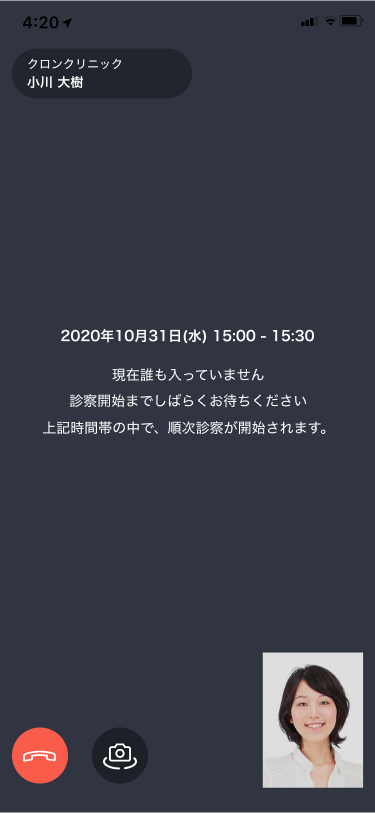 4:20
クロンクリニック
小川 大樹
2020年10月31日(水) 15:00 - 15:30
現在誰も入っていません
診察開始までしばらくお待ちください
上記時間帯の中で、順次診察が開始されます。